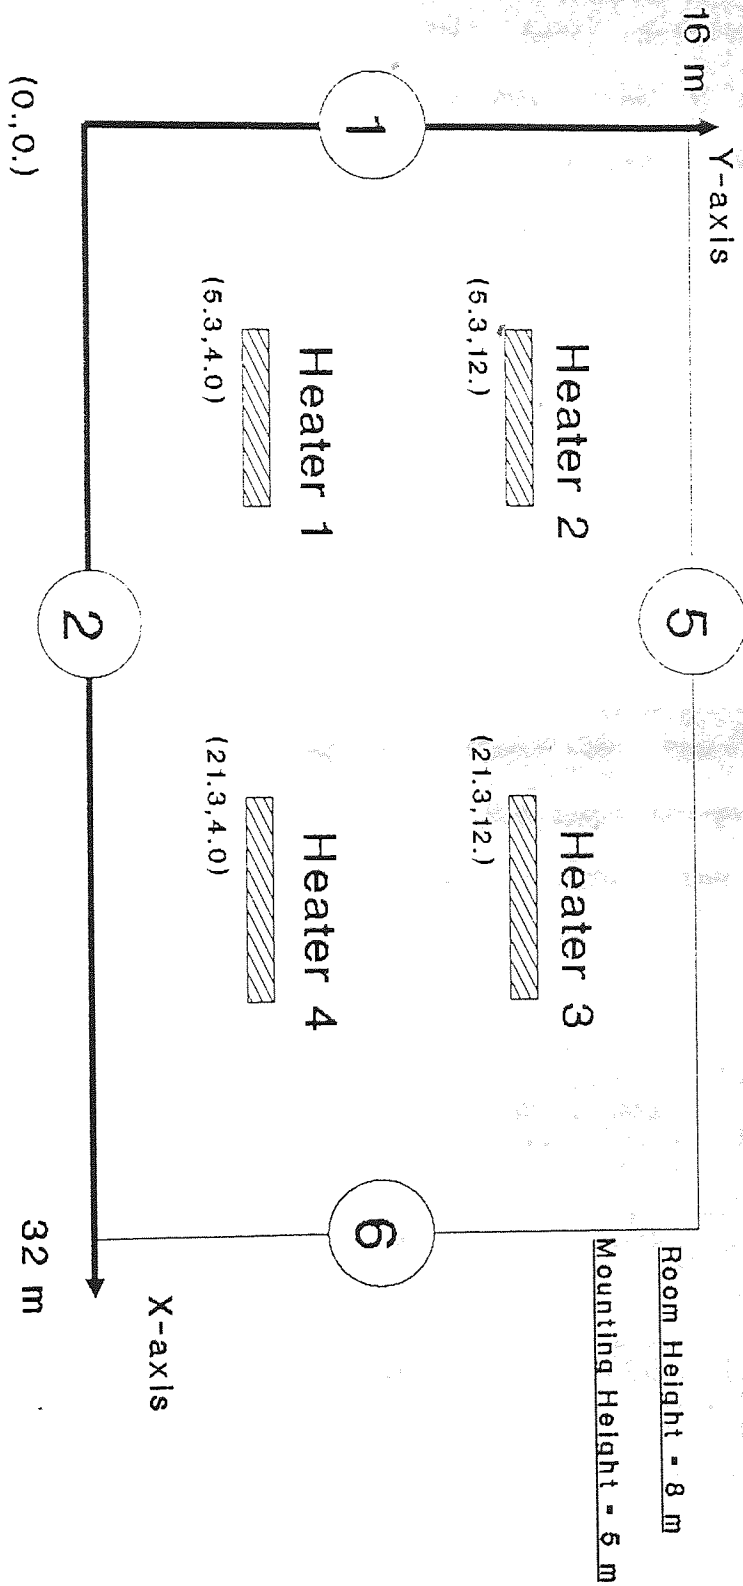 16 m
Y-axis
Room Height = 8 m
Mounting Height = 5 m
5
Heater 2
(5.3,12.)
Heater 3
(21.3,12.)
1
6
Heater 1
(5.3,4.0)
Heater 4
(21.3,4.0)
X-axis
(0.,0.)
2
32 m